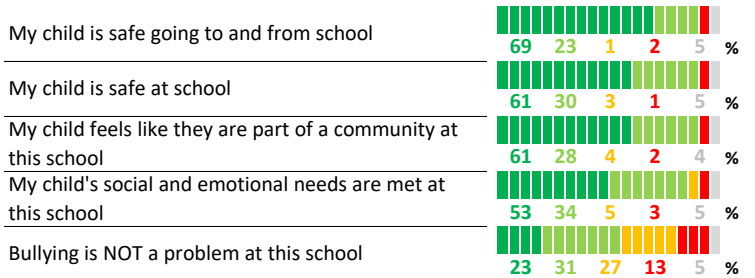 My child is safe going to and from school
69 23 1 2 5 %
My child is safe at school
61 30 3 1 5 %
My child feels like they are part of a community at
this school
61 28 4 2 4 %
My child's social and emotional needs are met at
this school
53 34 5 3 5 %
Bullying is NOT a problem at this school
23 31 27 13 5 %